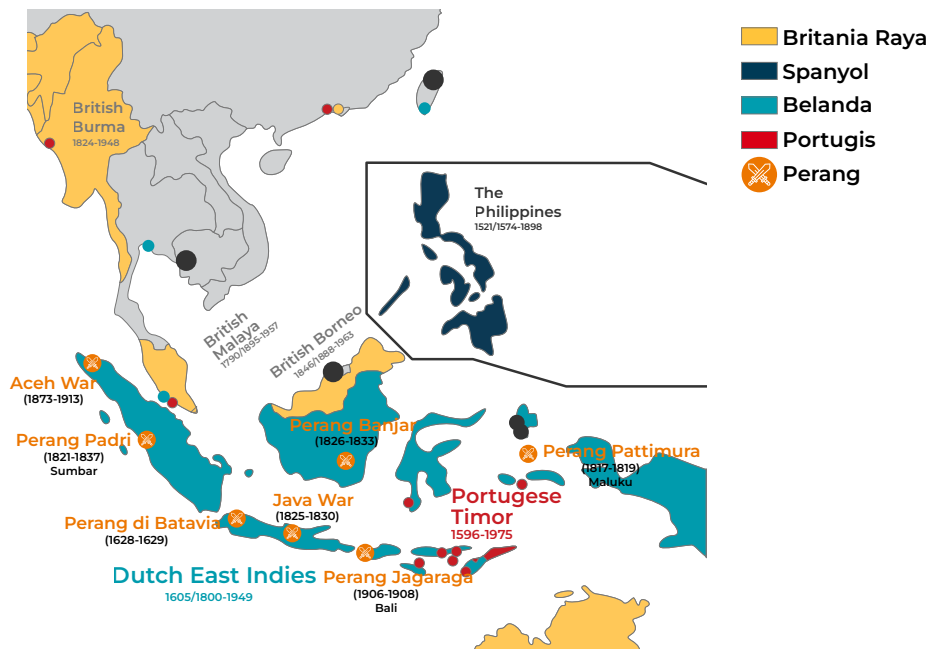 Britania Raya
Spanyol
Belanda
Portugis
Perang
British
Burma
1824-1948
The
Philippines
1521/1574-1898
British
Malaya
1790/1895-1957
British Borneo
1846/1888-1963
Aceh War
(1873-1913)
Perang Padri
(1821-1837)
Sumbar
Perang Banjar
(1826-1833)
Perang Pattimura
(1817-1819)
Maluku
Perang di Batavia
(1628-1629)
Java War
(1825-1830)
Portugese
Timor
1596-1975
Dutch East Indies
1605/1800-1949
Perang Jagaraga
(1906-1908)
Bali